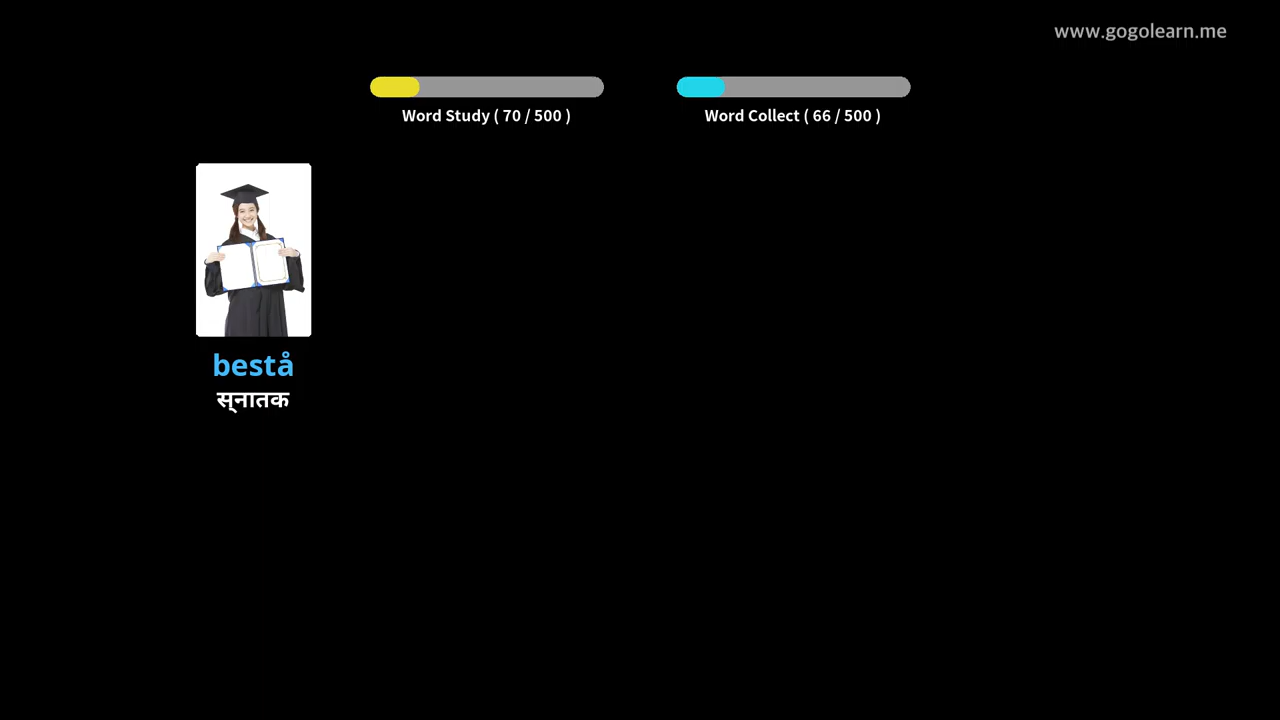 www.gogolearn.me
Word Study ( 70 / 500 )
Word Collect ( 66 / 500 )
bestå
स्‌नातक